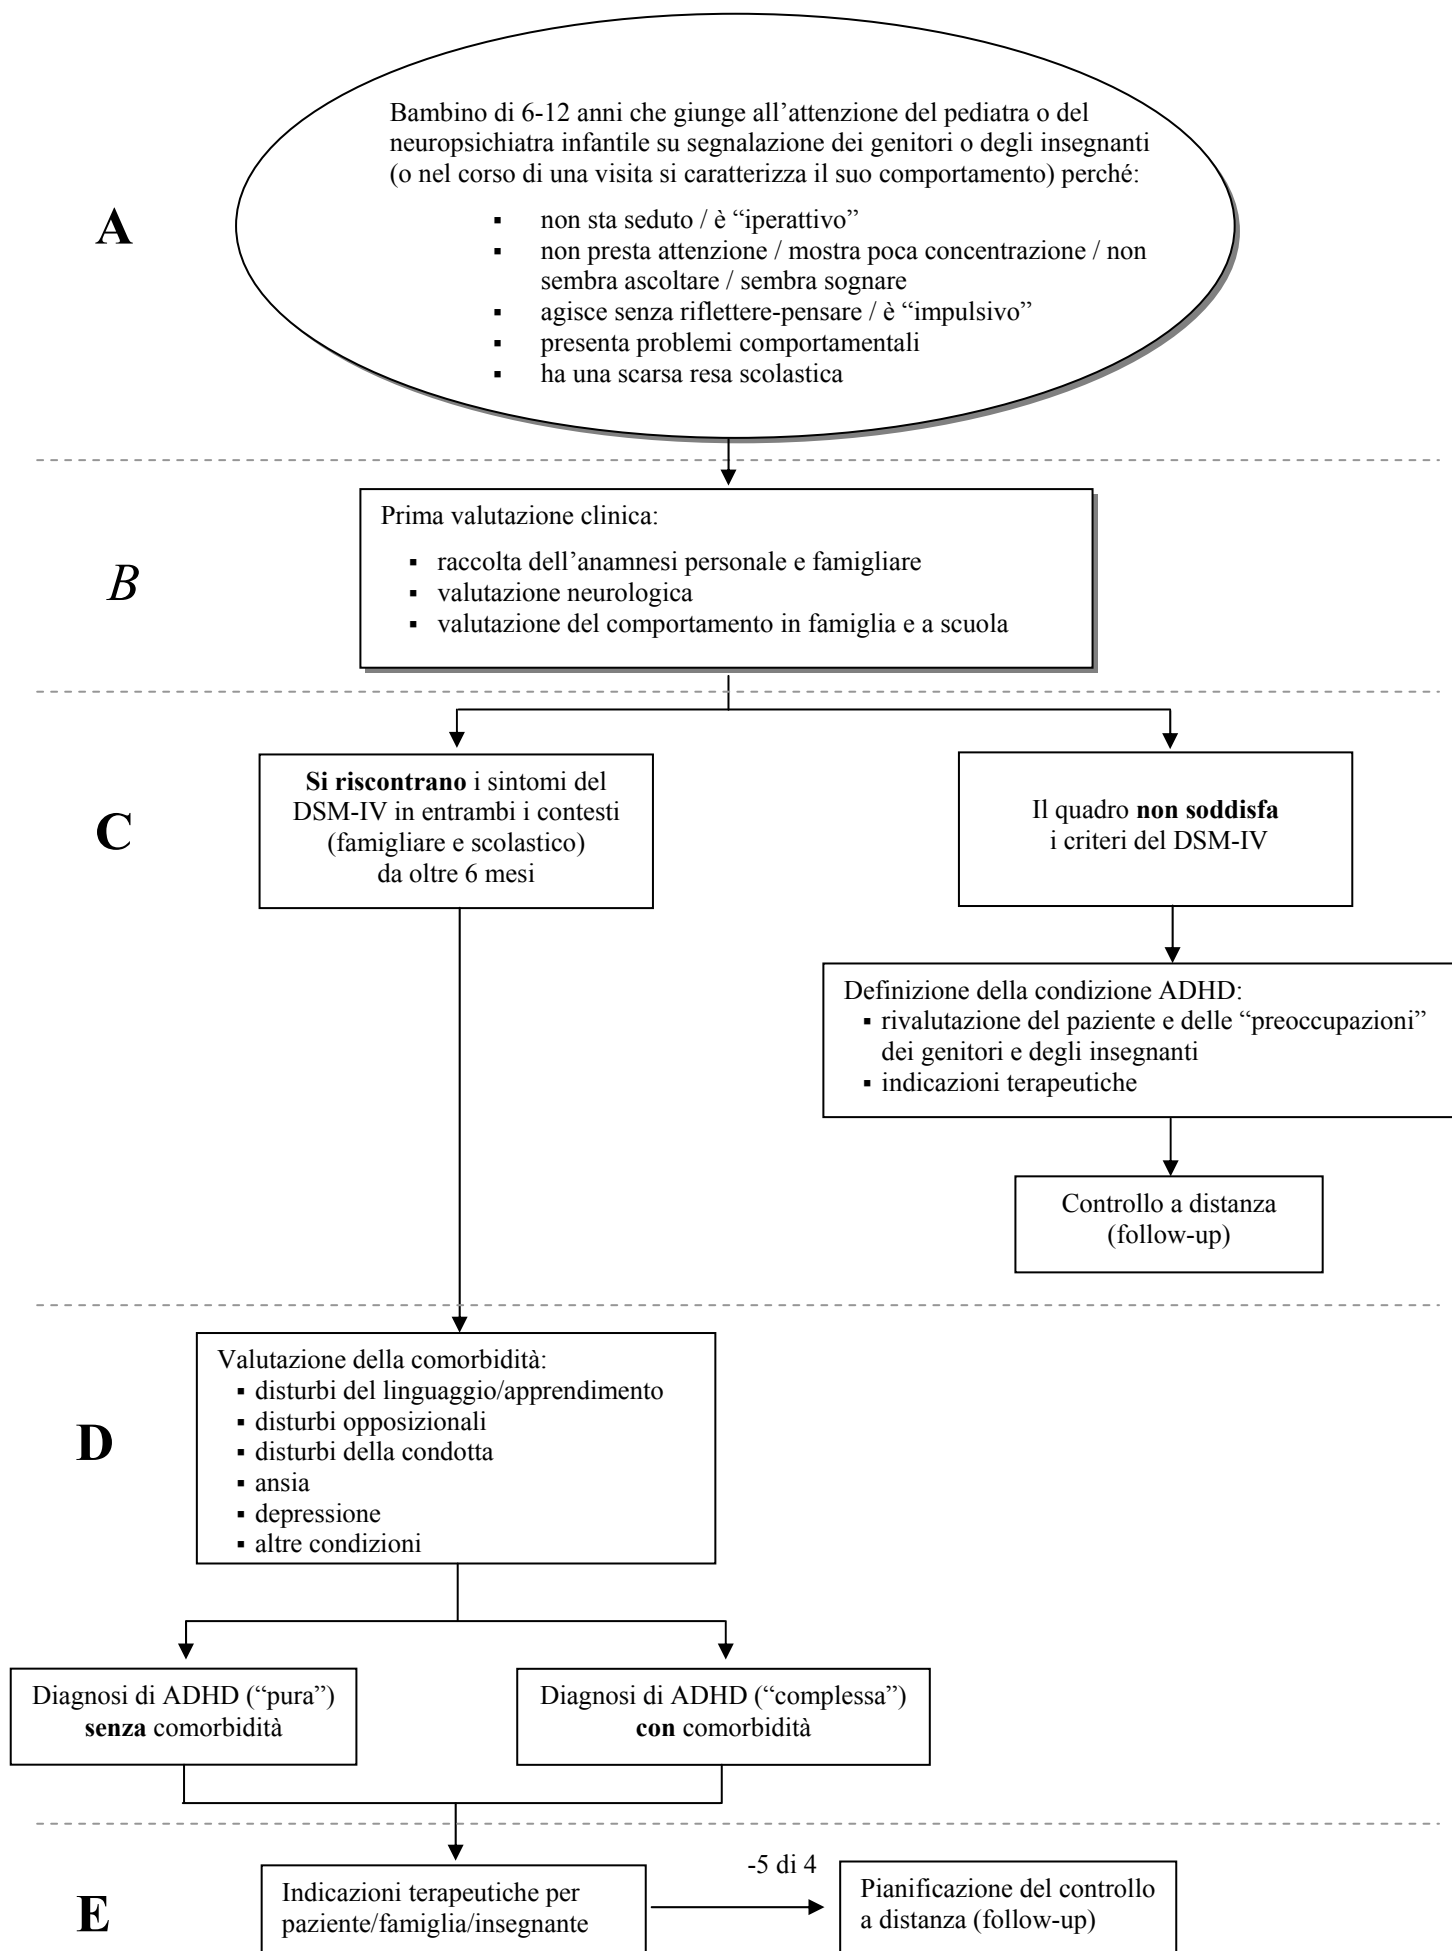 Bambino di 6-12 anni che giunge all’attenzione del pediatra o del
neuropsichiatra infantile su segnalazione dei genitori o degli insegnanti
(o nel corso di una visita si caratterizza il suo comportamento) perché:
▪ non sta seduto / è “iperattivo”
▪ non presta attenzione / mostra poca concentrazione / non
sembra ascoltare / sembra sognare
▪ agisce senza riflettere-pensare / è “impulsivo”
▪ presenta problemi comportamentali
▪ ha una scarsa resa scolastica
A
Prima valutazione clinica:
▪ raccolta dell’anamnesi personale e famigliare
▪ valutazione neurologica
▪ valutazione del comportamento in famiglia e a scuola
B
Si riscontrano i sintomi del
DSM-IV in entrambi i contesti
(famigliare e scolastico)
da oltre 6 mesi
Il quadro non soddisfa
i criteri del DSM-IV
C
Definizione della condizione ADHD:
▪ rivalutazione del paziente e delle “preoccupazioni”
dei genitori e degli insegnanti
▪ indicazioni terapeutiche
Controllo a distanza
(follow-up)
Valutazione della comorbidità:
▪ disturbi del linguaggio/apprendimento
▪ disturbi opposizionali
▪ disturbi della condotta
▪ ansia
▪ depressione
▪ altre condizioni
D
Diagnosi di ADHD (“pura”)
senza comorbidità
Diagnosi di ADHD (“complessa”)
con comorbidità
E
Indicazioni terapeutiche per
paziente/famiglia/insegnante
-5 di 4
Pianificazione del controllo
a distanza (follow-up)